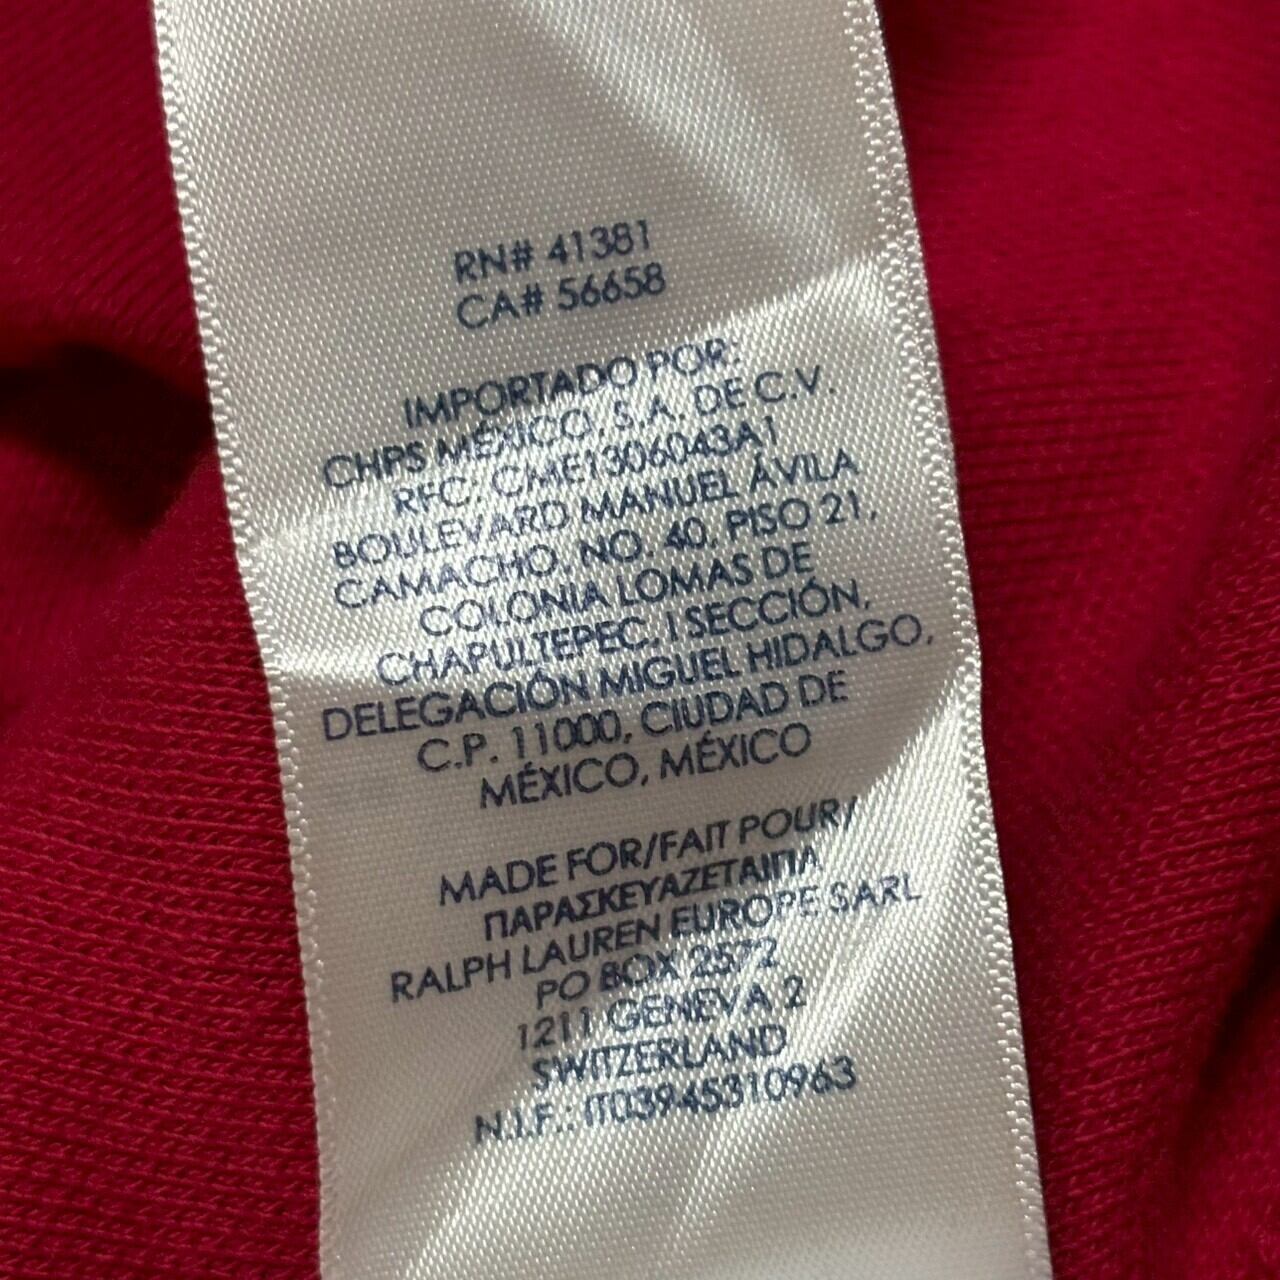 RN# 41381
CA# 56658
IMPORTADO POR:
CHPS MÉXICO, S.A. DE C.V.
RFC: CME1306043A1
BOULEVARD MANUEL ÁVILA
CAMACHO, NO. 40, PISO 21,
COLONIA LOMAS DE
CHAPULTEPEC, I SECCIÓN,
DELEGACIÓN MIGUEL HIDALGO,
C.P. 11000, CIUDAD DE
MÉXICO, MÉXICO
MADE FOR/FAIT POUR/
ΠΑΡΑΣΚΕΥΑΖΕΤΑΙΠΑ
RALPH LAUREN EUROPE SARL
PO BOX 2572
1211 GENEVA 2
SWITZERLAND
N.I.F.: IT03945310963